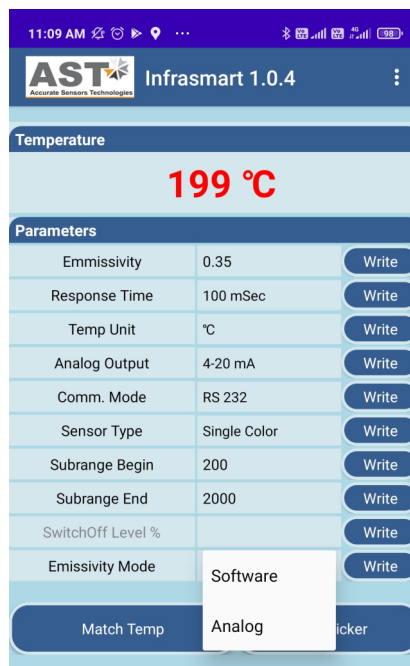 11:09 AM
4G
98
AST
Accurate Sensors Technologies
Infrasmart 1.0.4
Temperature
199 ℃
Parameters
Emmissivity 0.35 Write
Response Time 100 mSec Write
Temp Unit ℃ Write
Analog Output 4-20 mA Write
Comm. Mode RS 232 Write
Sensor Type Single Color Write
Subrange Begin 200 Write
Subrange End 2000 Write
SwitchOff Level % Write
Emissivity Mode Write
Software
Analog
Match Temp icker